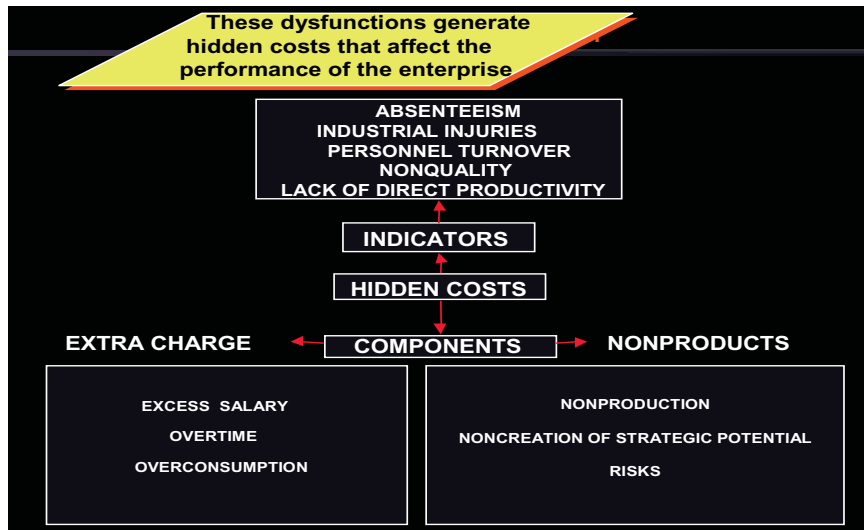 These dysfunctions generate
hidden costs that affect the
performance of the enterprise
ABSENTEEISM
INDUSTRIAL INJURIES
PERSONNEL TURNOVER
NONQUALITY
LACK OF DIRECT PRODUCTIVITY
INDICATORS
HIDDEN COSTS
EXTRA CHARGE
COMPONENTS
NONPRODUCTS
EXCESS SALARY
OVERTIME
OVERCONSUMPTION
NONPRODUCTION
NONCREATION OF STRATEGIC POTENTIAL
RISKS